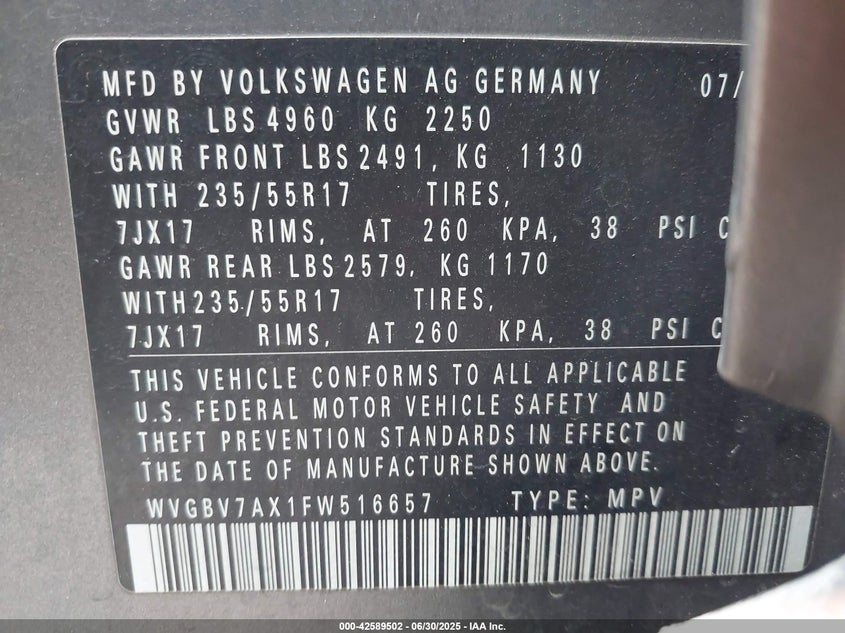 MFD BY VOLKSWAGEN AG GERMANY 07/
GVWR LBS 4960 KG 2250
GAWR FRONT LBS 2491, KG 1130
WITH 235/55R17 TIRES,
7JX17 RIMS, AT 260 KPA, 38 PSI C
GAWR REAR LBS 2579, KG 1170
WITH 235/55R17 TIRES,
7JX17 RIMS, AT 260 KPA, 38 PSI C
THIS VEHICLE CONFORMS TO ALL APPLICABLE
U.S. FEDERAL MOTOR VEHICLE SAFETY AND
THEFT PREVENTION STANDARDS IN EFFECT ON
THE DATE OF MANUFACTURE SHOWN ABOVE.
WVGBV7AX1FW516657 TYPE: MPV
000-42589502 - 06/30/2025 - IAA Inc.